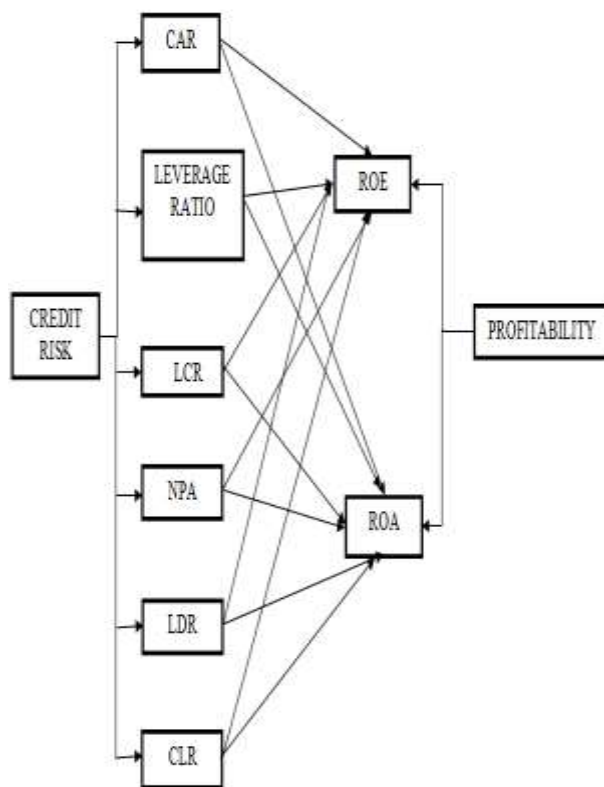 CAR
LEVERAGE
RATIO
ROE
CREDIT
RISK
PROFITABILITY
LCR
NPA
ROA
LDR
CLR